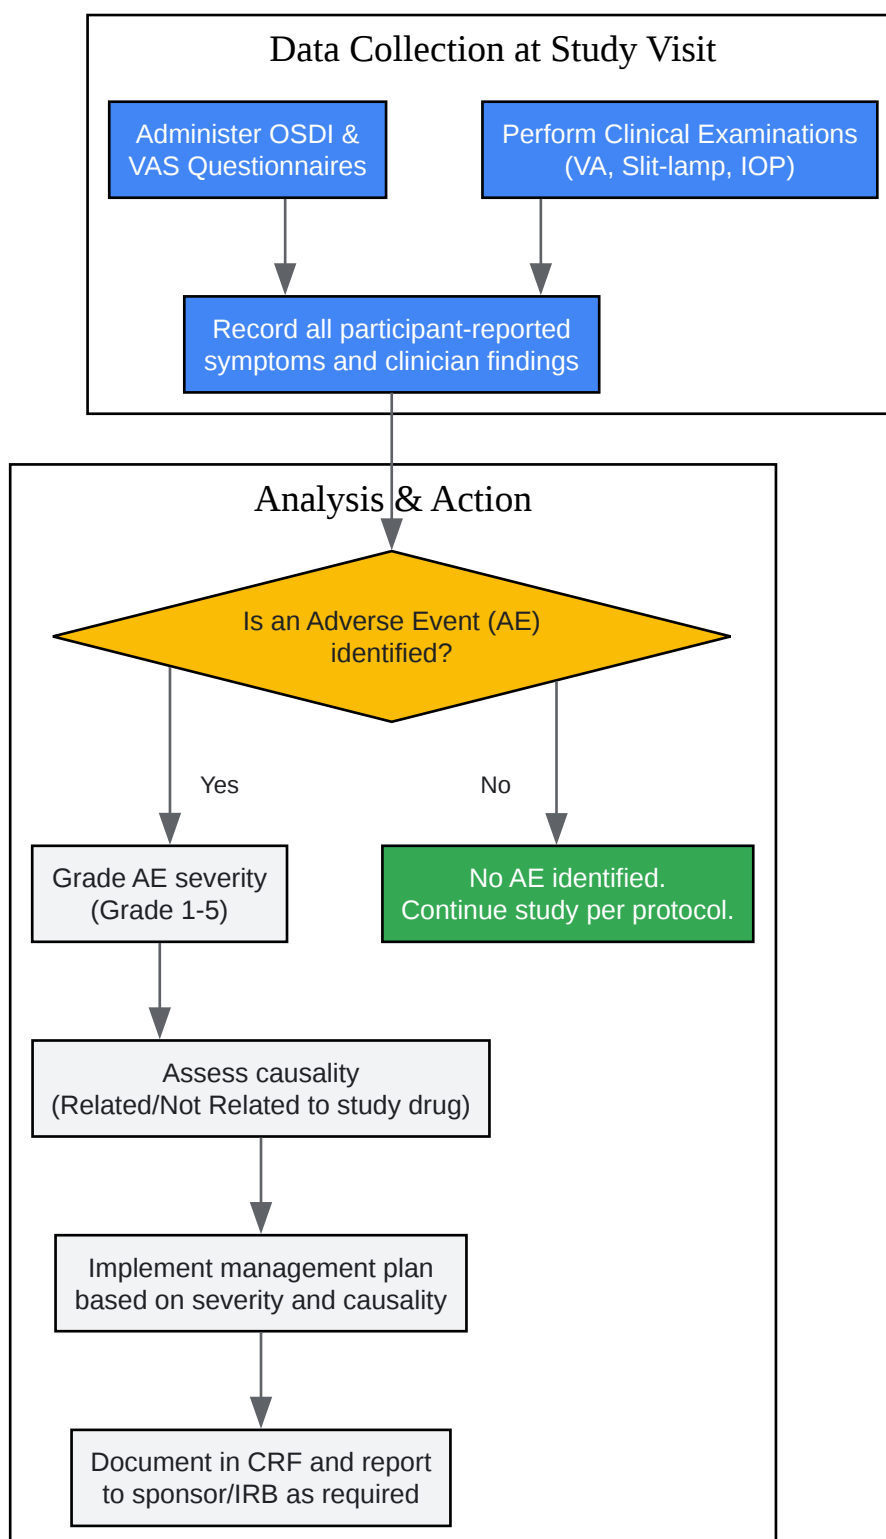 Data Collection at Study Visit
Administer OSDI &
VAS Questionnaires
Perform Clinical Examinations
(VA, Slit-lamp, IOP)
Record all participant-reported
symptoms and clinician findings
Analysis & Action
Is an Adverse Event (AE)
identified?
Yes
No
Grade AE severity
(Grade 1-5)
No AE identified.
Continue study per protocol.
Assess causality
(Related/Not Related to study drug)
Implement management plan
based on severity and causality
Document in CRF and report
to sponsor/IRB as required